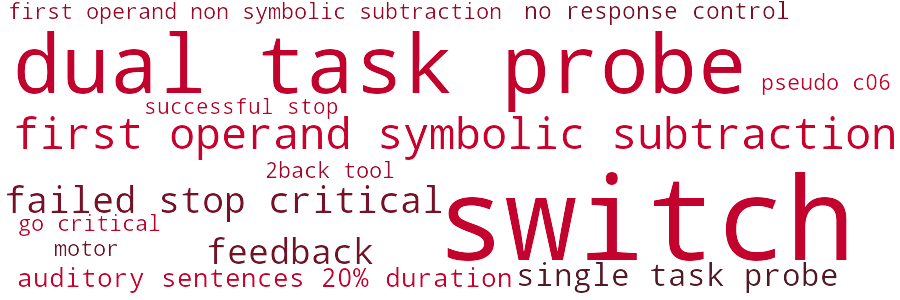 first operand non symbolic subtraction
no response control
dual task probe
pseudo c06
successful stop
first operand symbolic subtraction
2back tool
failed stop critical
switch
go critical
motor
feedback
auditory sentences 20% duration
single task probe